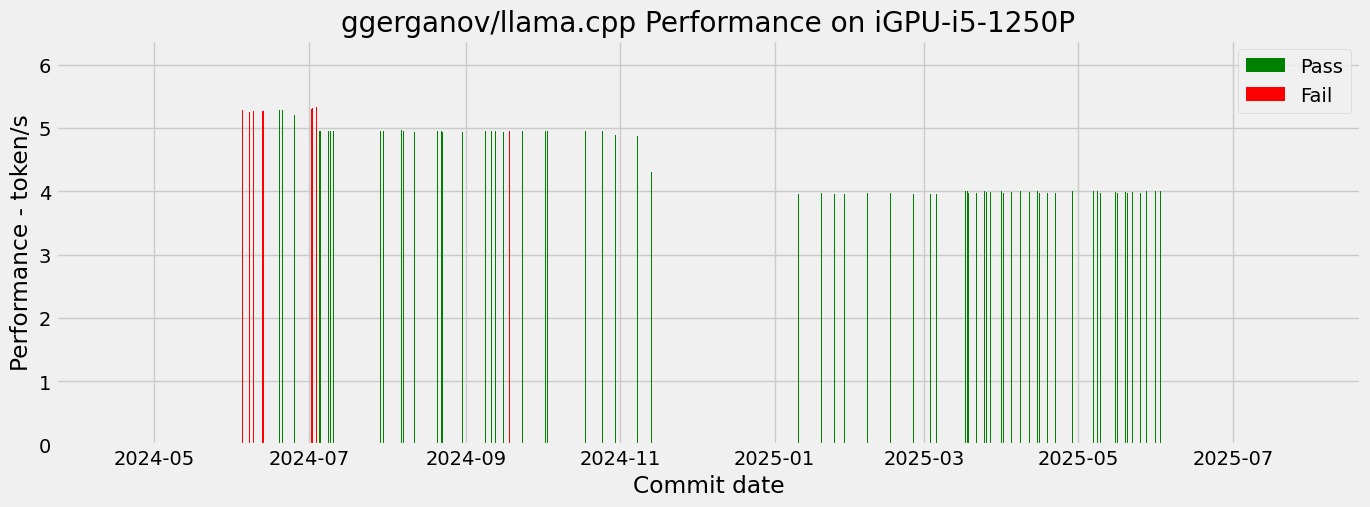 ggerganov/llama.cpp Performance on iGPU-i5-1250P
Pass
Fail
Performance - token/s
6
5
4
3
2
1
0
2024-05 2024-07 2024-09 2024-11 2025-01 2025-03 2025-05 2025-07
Commit date